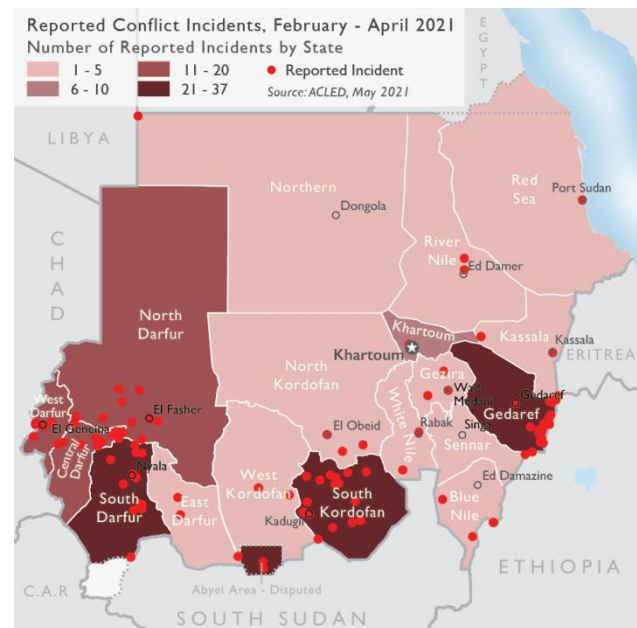 Reported Conflict Incidents, February - April 2021
Number of Reported Incidents by State
1 - 5
11 - 20
Reported Incident
6 - 10
21 - 37
Source: ACLED, May 2021
EGYPT
LIBYA
Northern
Dongola
Red
Sea
Port Sudan
CHAD
River
Nile
Ed Damer
North
Darfur
Khartoum
Khartoum
Kassala
Kassala
ERITREA
North
Kordofan
Gezira
Wad
Medani
Gedaref
Gedaref
West
Darfur
El Geneina
El Fasher
El Obeid
White Nile
Rabak
Singa
Sennar
Central
Darfur
Nyala
South
Darfur
East
Darfur
West
Kordofan
Kadugli
South
Kordofan
Ed Damazine
Blue
Nile
Abyei Area - Disputed
C.A.R
SOUTH SUDAN
ETHIOPIA